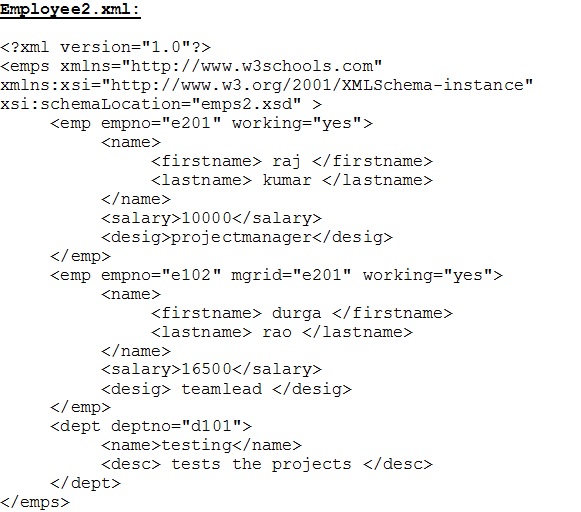 Employee2.xml:
<?xml version="1.0"?>
<emps xmlns="http://www.w3schools.com"
xmlns:xsi="http://www.w3.org/2001/XMLSchema-instance"
xsi:schemaLocation="emps2.xsd" >
<emp empno="e201" working="yes">
<name>
<firstname> raj </firstname>
<lastname> kumar </lastname>
</name>
<salary>10000</salary>
<desig>projectmanager</desig>
</emp>
<emp empno="e102" mgrid="e201" working="yes">
<name>
<firstname> durga </firstname>
<lastname> rao </lastname>
</name>
<salary>16500</salary>
<desig> teamlead </desig>
</emp>
<dept deptno="d101">
<name>testing</name>
<desc> tests the projects </desc>
</dept>
</emps>